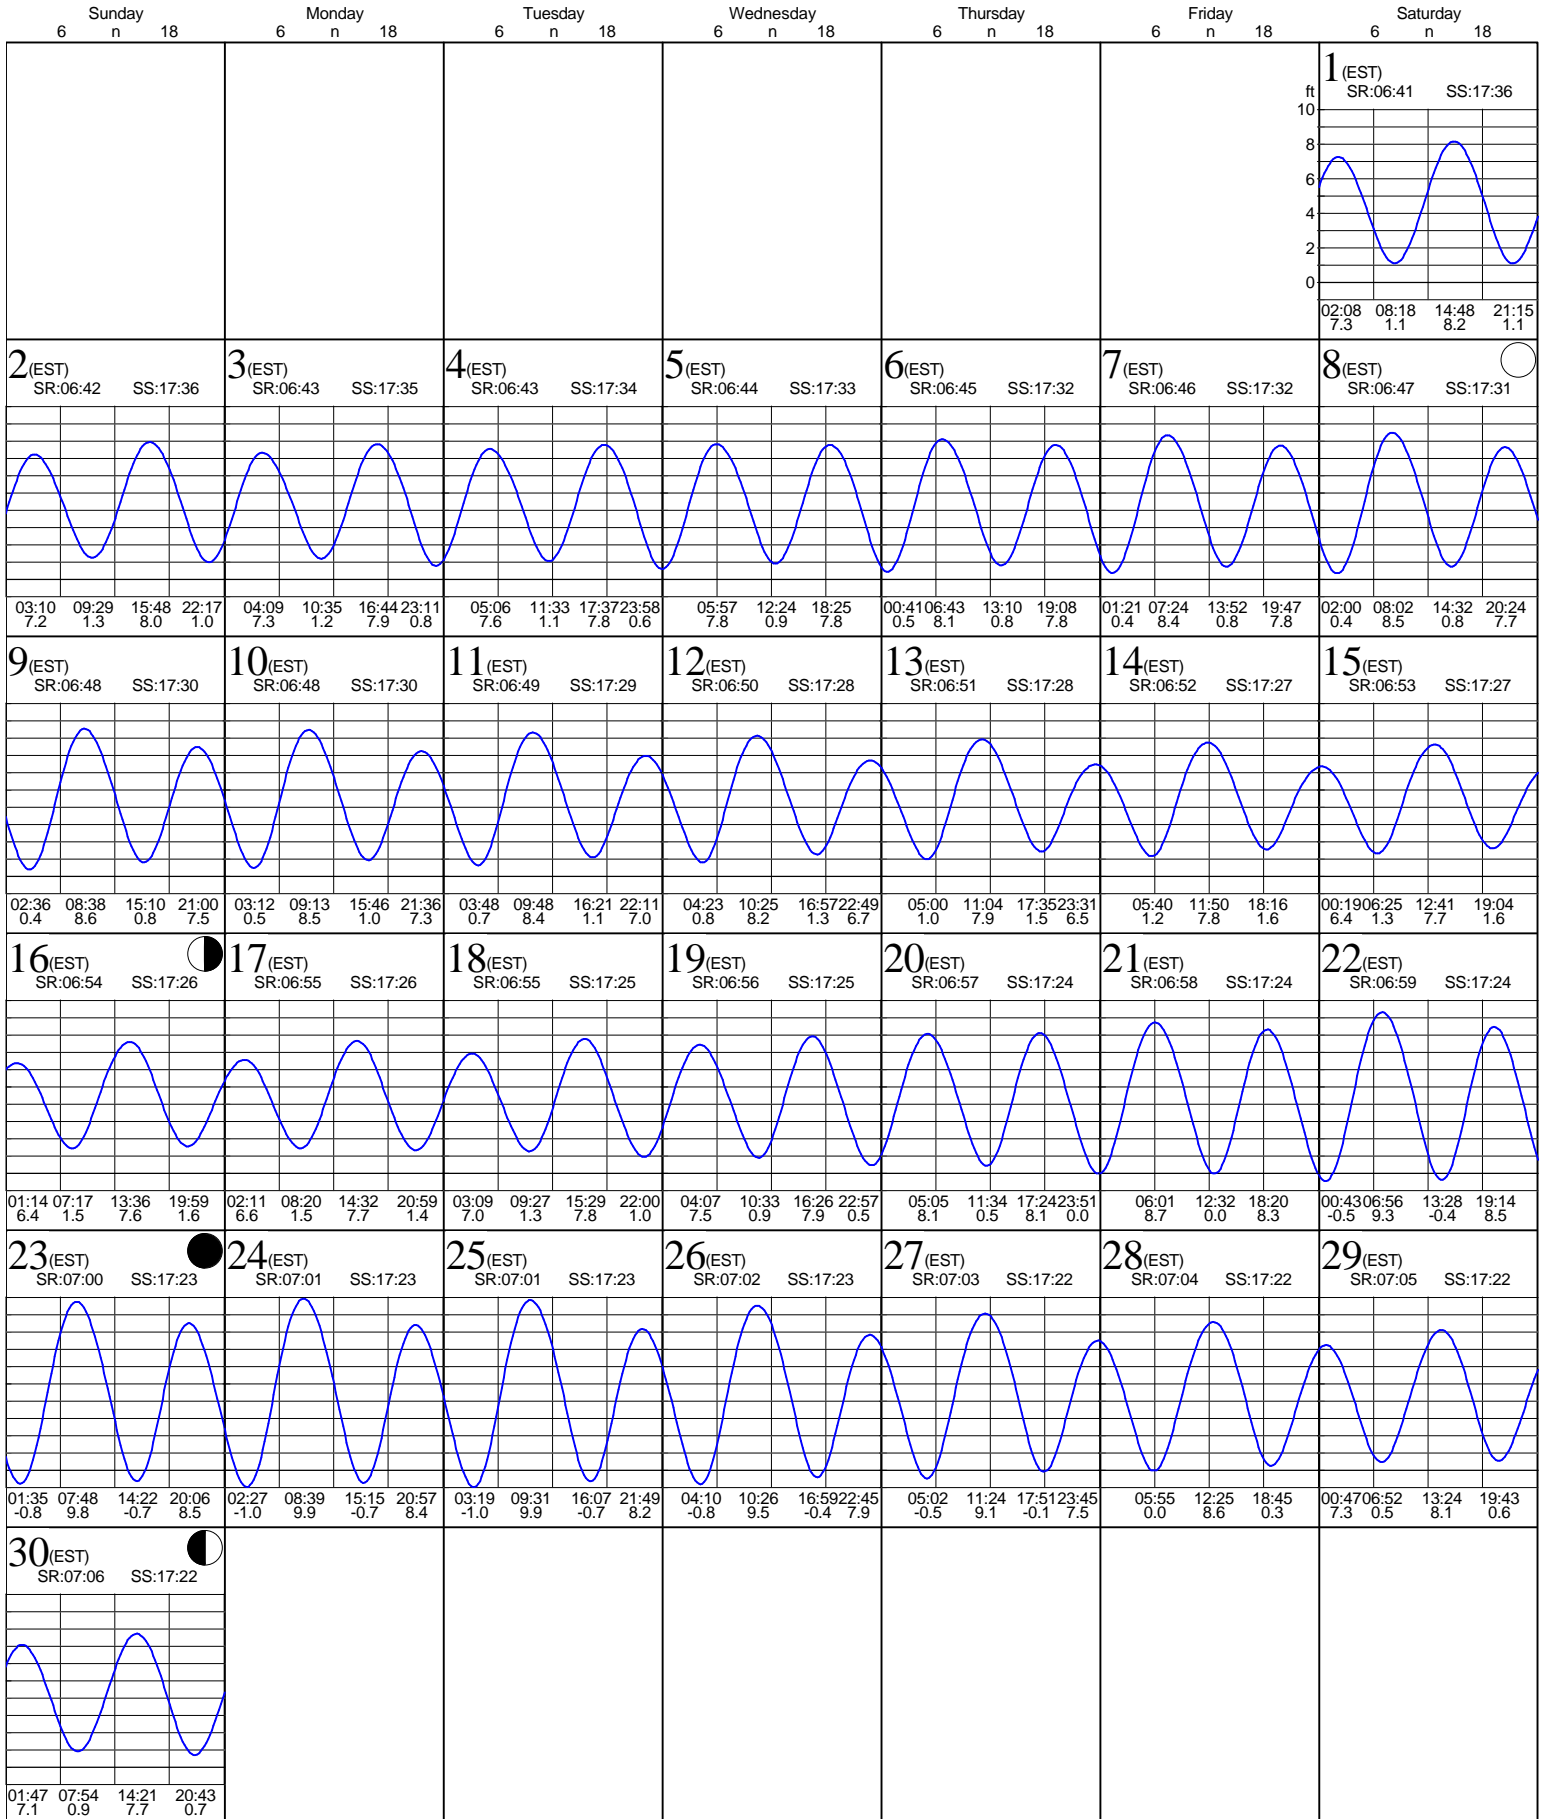 Sunday Monday Tuesday Wednesday Thursday Friday Saturday
6 n 18 6 n 18 6 n 18 6 n 18 6 n 18 6 n 18 6 n 18
1(EST)
SR:06:41 SS:17:36
ft
10
8
6
4
2
0
02:08 08:18 14:48 21:15
7.3 1.1 8.2 1.1
2(EST)
SR:06:42 SS:17:36
03:10 09:29 15:48 22:17
7.2 1.3 8.0 1.0
3(EST)
SR:06:43 SS:17:35
04:09 10:35 16:44 23:11
7.3 1.2 7.9 0.8
4(EST)
SR:06:43 SS:17:34
05:06 11:33 17:37 23:58
7.6 1.1 7.8 0.6
5(EST)
SR:06:44 SS:17:33
05:57 12:24 18:25
7.8 0.9 7.8
6(EST)
SR:06:45 SS:17:32
00:41 06:43 13:10 19:08
0.5 8.1 0.8 7.8
7(EST)
SR:06:46 SS:17:32
01:21 07:24 13:52 19:47
0.4 8.4 0.8 7.8
8(EST)
SR:06:47 SS:17:31
02:00 08:02 14:32 20:24
0.4 8.5 0.8 7.7
9(EST)
SR:06:48 SS:17:30
02:36 08:38 15:10 21:00
0.4 8.6 0.8 7.5
10(EST)
SR:06:48 SS:17:30
03:12 09:13 15:46 21:36
0.5 8.5 1.0 7.3
11(EST)
SR:06:49 SS:17:29
03:48 09:48 16:21 22:11
0.7 8.4 1.1 7.0
12(EST)
SR:06:50 SS:17:28
04:23 10:25 16:57 22:49
0.8 8.2 1.3 6.7
13(EST)
SR:06:51 SS:17:28
05:00 11:04 17:35 23:31
1.0 7.9 1.5 6.5
14(EST)
SR:06:52 SS:17:27
05:40 11:50 18:16
1.2 7.8 1.6
15(EST)
SR:06:53 SS:17:27
00:19 06:25 12:41 19:04
6.4 1.3 7.7 1.6
16(EST)
SR:06:54 SS:17:26
01:14 07:17 13:36 19:59
6.4 1.5 7.6 1.6
17(EST)
SR:06:55 SS:17:26
02:11 08:20 14:32 20:59
6.6 1.5 7.7 1.4
18(EST)
SR:06:55 SS:17:25
03:09 09:27 15:29 22:00
7.0 1.3 7.8 1.0
19(EST)
SR:06:56 SS:17:25
04:07 10:33 16:26 22:57
7.5 0.9 7.9 0.5
20(EST)
SR:06:57 SS:17:24
05:05 11:34 17:24 23:51
8.1 0.5 8.1 0.0
21(EST)
SR:06:58 SS:17:24
06:01 12:32 18:20
8.7 0.0 8.3
22(EST)
SR:06:59 SS:17:24
00:43 06:56 13:28 19:14
-0.5 9.3 -0.4 8.5
23(EST)
SR:07:00 SS:17:23
01:35 07:48 14:22 20:06
-0.8 9.8 -0.7 8.5
24(EST)
SR:07:01 SS:17:23
02:27 08:39 15:15 20:57
-1.0 9.9 -0.7 8.4
25(EST)
SR:07:01 SS:17:23
03:19 09:31 16:07 21:49
-1.0 9.9 -0.7 8.2
26(EST)
SR:07:02 SS:17:23
04:10 10:26 16:59 22:45
-0.8 9.5 -0.4 7.9
27(EST)
SR:07:03 SS:17:22
05:02 11:24 17:51 23:45
-0.5 9.1 -0.1 7.5
28(EST)
SR:07:04 SS:17:22
05:55 12:25 18:45
0.0 8.6 0.3
29(EST)
SR:07:05 SS:17:22
00:47 06:52 13:24 19:43
7.3 0.5 8.1 0.6
30(EST)
SR:07:06 SS:17:22
01:47 07:54 14:21 20:43
7.1 0.9 7.7 0.7